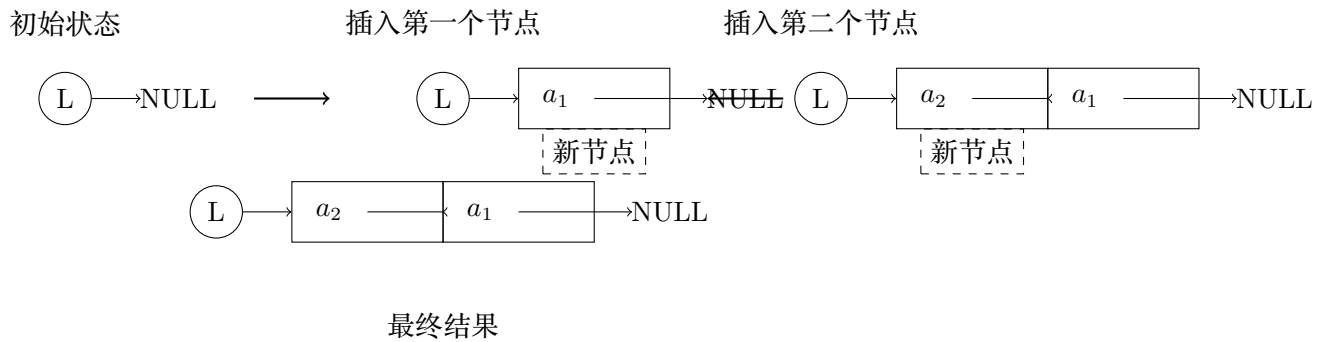 初始状态 插入第一个节点 插入第二个节点
L NULL L a₁ NULL L a₂ a₁ NULL
新节点 新节点
L a₂ a₁ NULL
最终结果